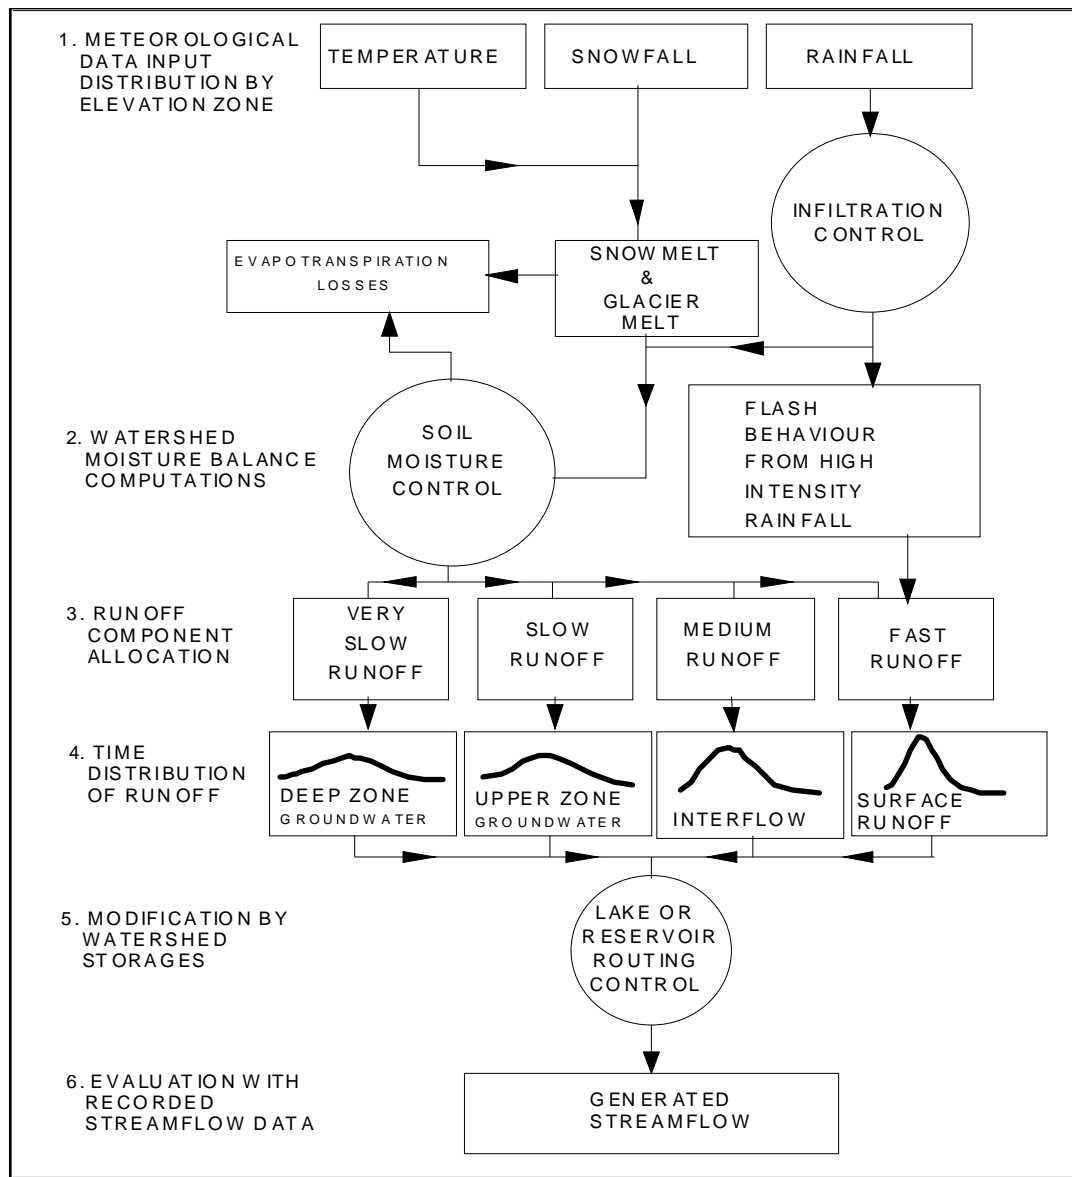 1. METEOROLOGICAL
DATA INPUT
DISTRIBUTION BY
ELEVATION ZONE
TEMPERATURE
SNOWFALL
RAINFALL
INFILTRATION
CONTROL
EVAPOTRANSPIRATION
LOSSES
SNOWMELT
&
GLACIER
MELT
2. WATERSHED
MOISTURE BALANCE
COMPUTATIONS
SOIL
MOISTURE
CONTROL
FLASH
BEHAVIOUR
FROM HIGH
INTENSITY
RAINFALL
3. RUNOFF
COMPONENT
ALLOCATION
VERY
SLOW
RUNOFF
SLOW
RUNOFF
MEDIUM
RUNOFF
FAST
RUNOFF
4. TIME
DISTRIBUTION
OF RUNOFF
DEEP ZONE
GROUNDWATER
UPPER ZONE
GROUNDWATER
INTERFLOW
SURFACE
RUNOFF
5. MODIFICATION BY
WATERSHED
STORAGES
LAKE OR
RESERVOIR
ROUTING
CONTROL
6. EVALUATION WITH
RECORDED
STREAMFLOW DATA
GENERATED
STREAMFLOW